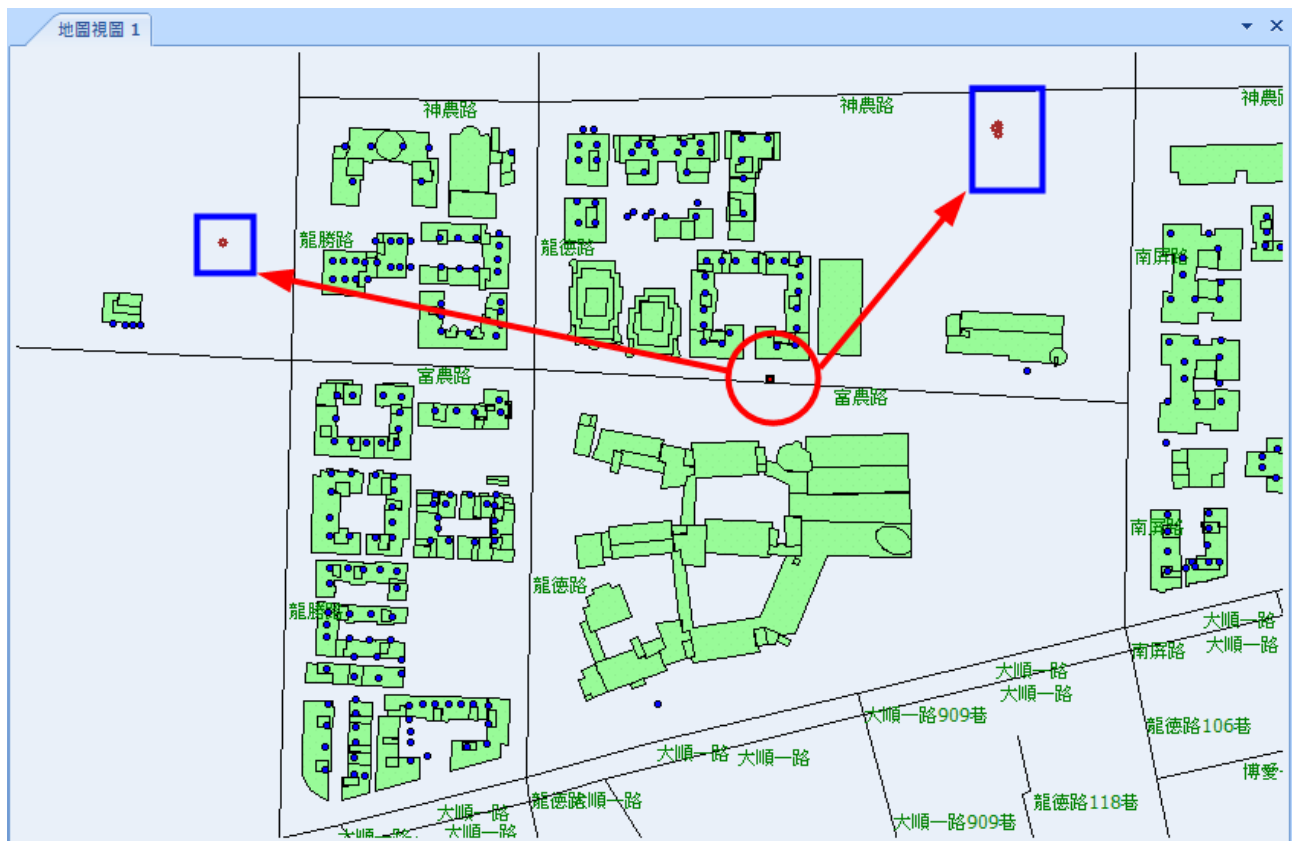 地圖視圖 1
神農路
神農路
神農路
龍勝路
龍德路
南屏路
富農路
富農路
南屏路
龍德路
龍勝路
大順一路
大順一路
南屏路
大順一路
大順一路
大順一路909巷
龍德路106巷
大順一路
大順一路
博愛
龍德路
大順一路
龍德路118巷
大順一路
大順一路909巷
大順一路
大順一路